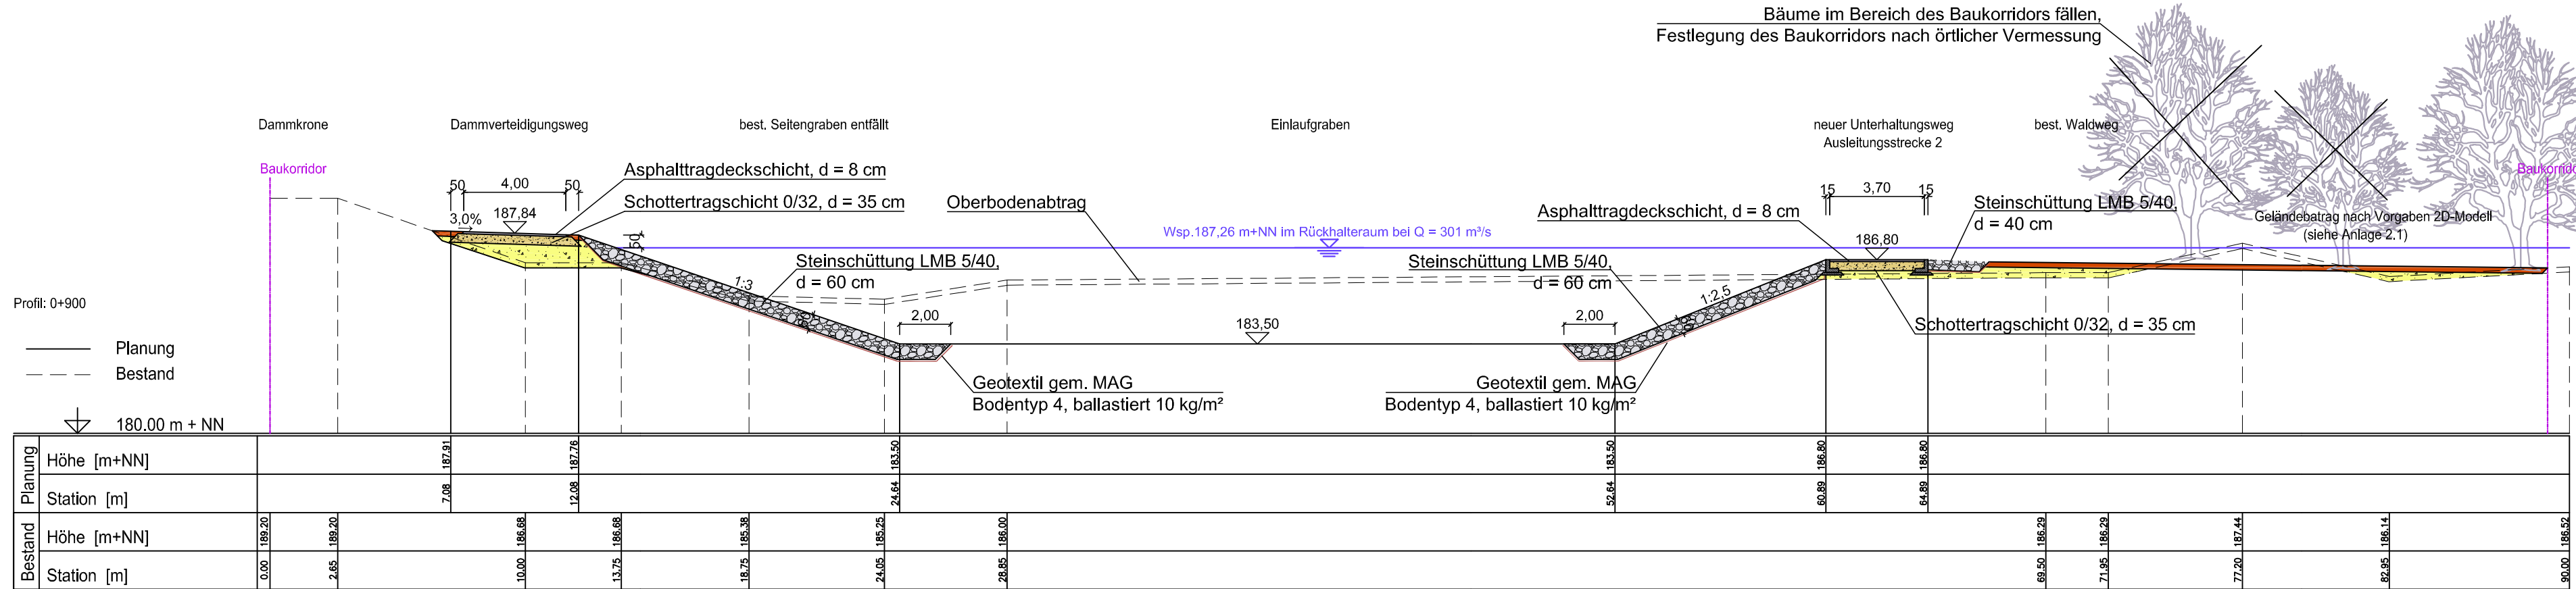 Bäume im Bereich des Baukorridors fällen,
Festlegung des Baukorridors nach örtlicher Vermessung
Dammkrone
Dammverteidigungsweg
best. Seitengraben entfällt
Einlaufgraben
neuer Unterhaltungsweg
Ausleitungsstrecke 2
best. Waldweg
Baukorridor
Baukorridor
Asphalttragdeckschicht, d = 8 cm
Schottertragschicht 0/32, d = 35 cm
50
4,00
50
3,0%
187,84
50
Oberbodenabtrag
Wsp.187,26 m+NN im Rückhalteraum bei Q = 301 m³/s
Asphalttragdeckschicht, d = 8 cm
15
3,70
15
186,80
Steinschüttung LMB 5/40,
d = 40 cm
Geländebatrag nach Vorgaben 2D-Modell
(siehe Anlage 2.1)
Steinschüttung LMB 5/40,
d = 60 cm
Steinschüttung LMB 5/40,
d = 60 cm
1:3
1:2,5
60
60
Profil: 0+900
2,00
183,50
2,00
Schottertragschicht 0/32, d = 35 cm
Planung
Bestand
Geotextil gem. MAG
Bodentyp 4, ballastiert 10 kg/m²
Geotextil gem. MAG
Bodentyp 4, ballastiert 10 kg/m²
180.00 m + NN
Planung
Höhe [m+NN]
187.91 187.76 183.50 183.50 186.80 186.80
Station [m]
7.08 12.08 24.64 52.64 60.89 64.89
Bestand
Höhe [m+NN]
189.20 189.20 186.68 186.68 185.38 185.25 186.00 186.29 186.29 187.44 186.14 186.52
Station [m]
0.00 2.65 10.00 13.75 18.75 24.05 28.85 69.50 71.95 77.20 82.95 90.00